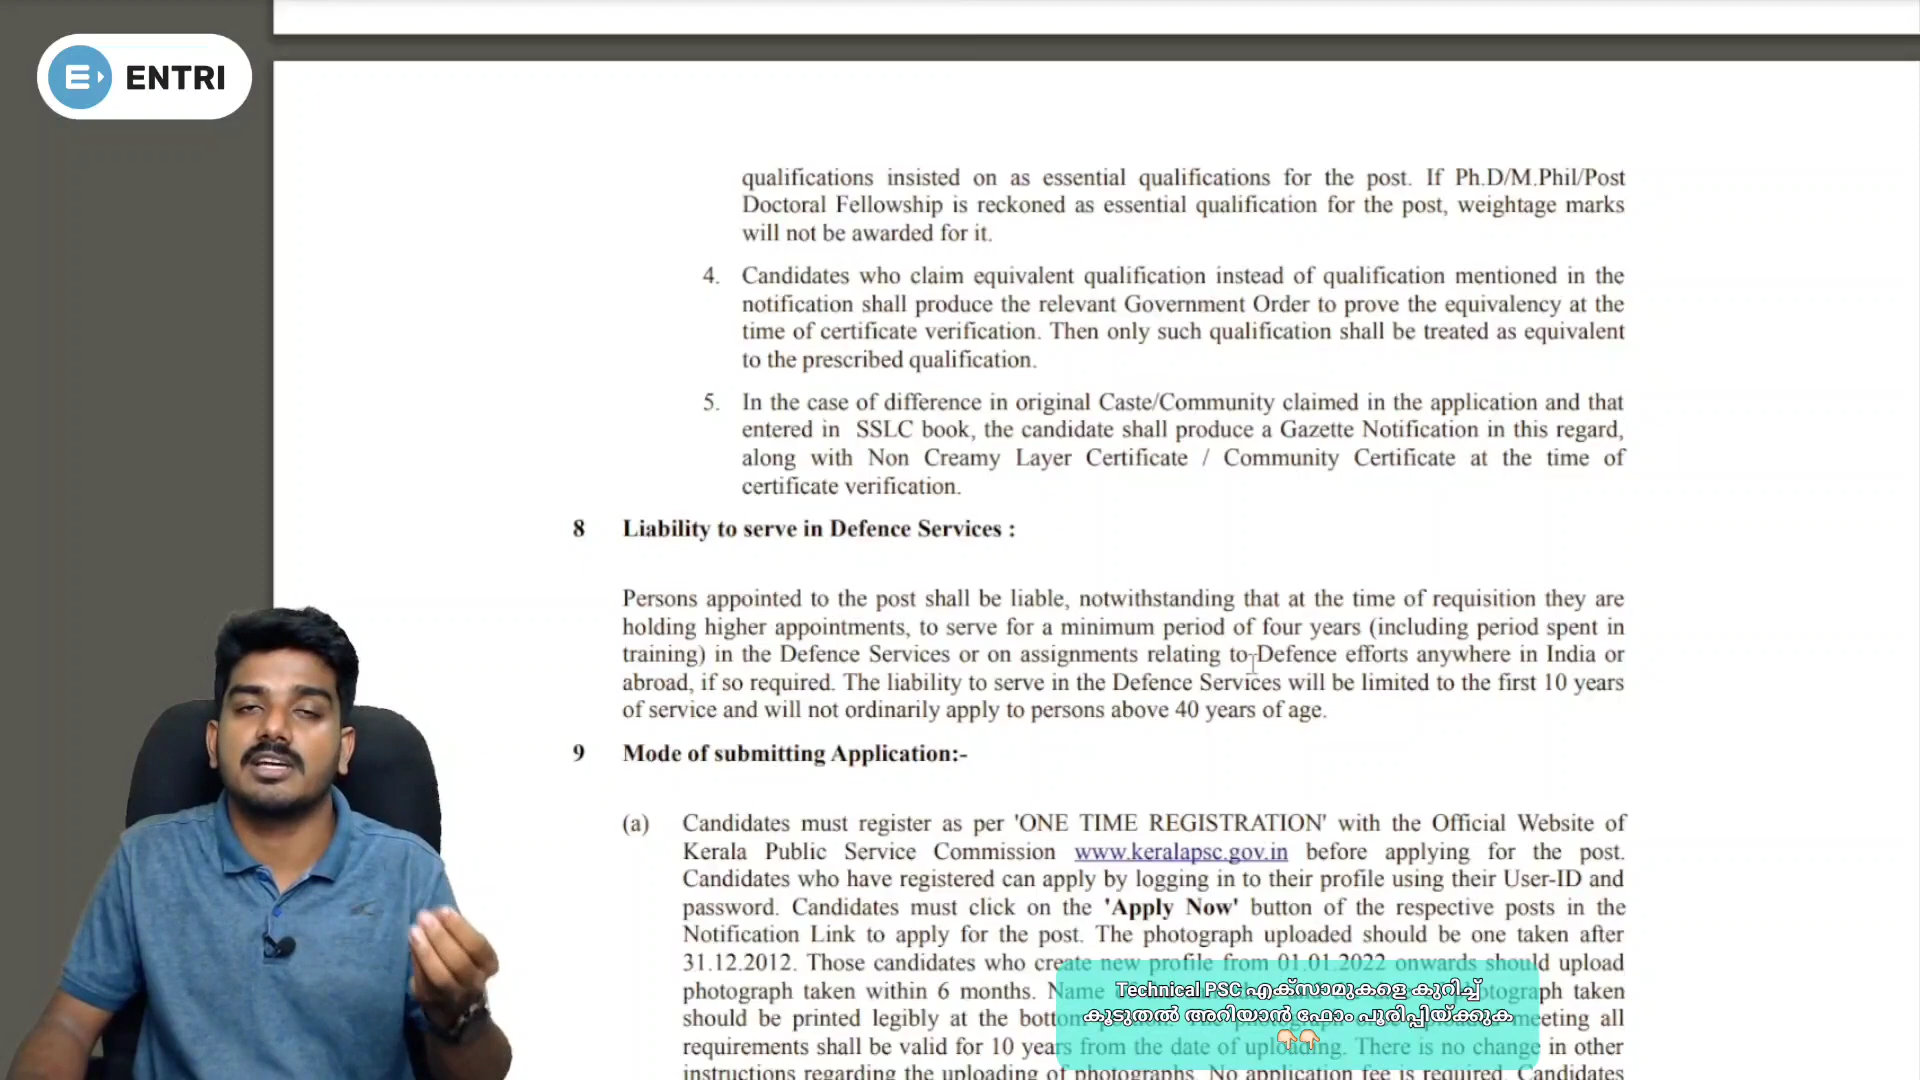 ENTRI
qualifications insisted on as essential qualifications for the post. If Ph.D/M.Phil/Post
Doctoral Fellowship is reckoned as essential qualification for the post, weightage marks
will not be awarded for it.
4. Candidates who claim equivalent qualification instead of qualification mentioned in the
notification shall produce the relevant Government Order to prove the equivalency at the
time of certificate verification. Then only such qualification shall be treated as equivalent
to the prescribed qualification.
5. In the case of difference in original Caste/Community claimed in the application and that
entered in SSLC book, the candidate shall produce a Gazette Notification in this regard,
along with Non Creamy Layer Certificate / Community Certificate at the time of
certificate verification.
8 Liability to serve in Defence Services :
Persons appointed to the post shall be liable, notwithstanding that at the time of requisition they are
holding higher appointments, to serve for a minimum period of four years (including period spent in
training) in the Defence Services or on assignments relating to Defence efforts anywhere in India or
abroad, if so required. The liability to serve in the Defence Services will be limited to the first 10 years
of service and will not ordinarily apply to persons above 40 years of age.
9 Mode of submitting Application:-
(a) Candidates must register as per 'ONE TIME REGISTRATION' with the Official Website of
Kerala Public Service Commission www.keralapsc.gov.in before applying for the post.
Candidates who have registered can apply by logging in to their profile using their User-ID and
password. Candidates must click on the 'Apply Now' button of the respective posts in the
Notification Link to apply for the post. The photograph uploaded should be one taken after
31.12.2012. Those candidates who create new profile from 01.01.2022 onwards should upload
photograph taken within 6 months. Name photograph taken
should be printed legibly at the bottom meeting all
requirements shall be valid for 10 years from the date of uploading. There is no change in other
instructions regarding the uploading of photographs. No application fee is required. Candidates
Technical PSC എക്സാമുകളെ കുറിച്ച്
കൂടുതൽ അറിയാൻ ഫോം പൂരിപ്പിയ്ക്കുക
👇🏻👇🏻